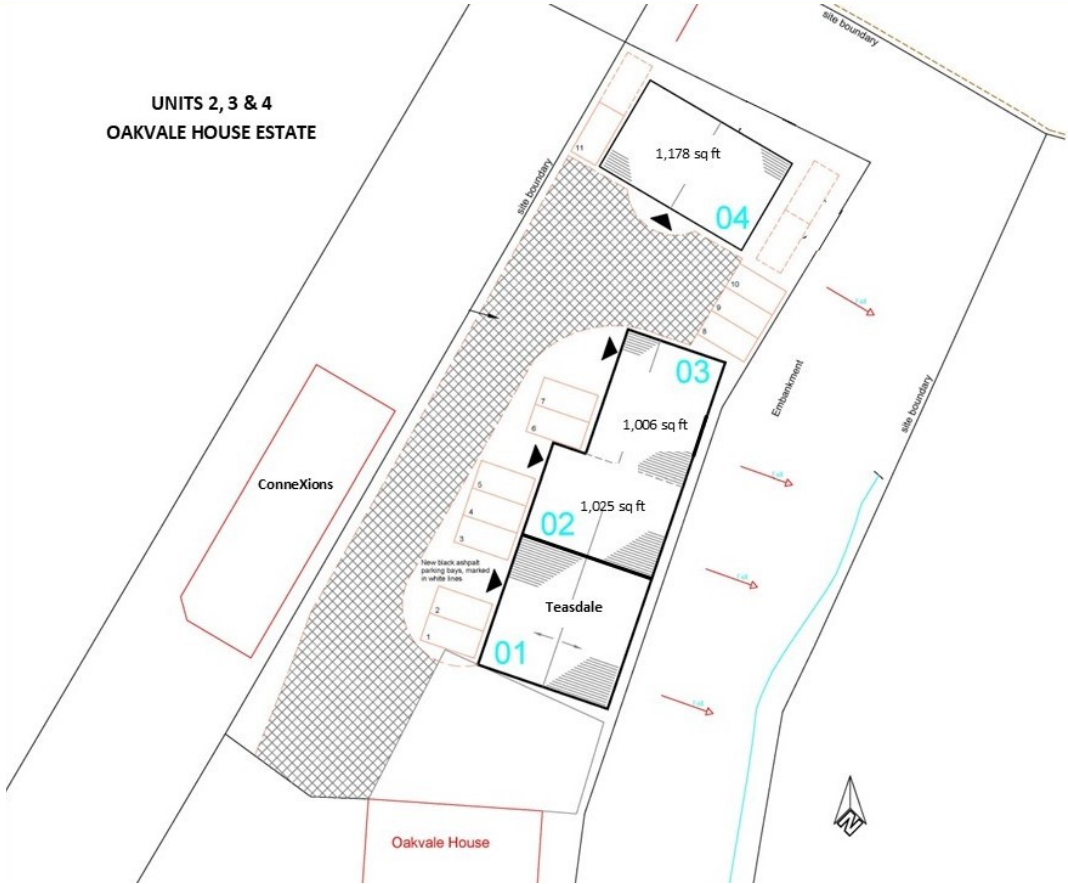 UNITS 2, 3 & 4
OAKVALE HOUSE ESTATE
site boundary
site boundary
11
1,178 sq ft
04
10
9
8
03
7
6
1,006 sq ft
Embankment
site boundary
ConneXions
5
4
3
02
1,025 sq ft
New black ashpalt
parking bays, marked
in white lines
2
1
Teasdale
01
Oakvale House
N